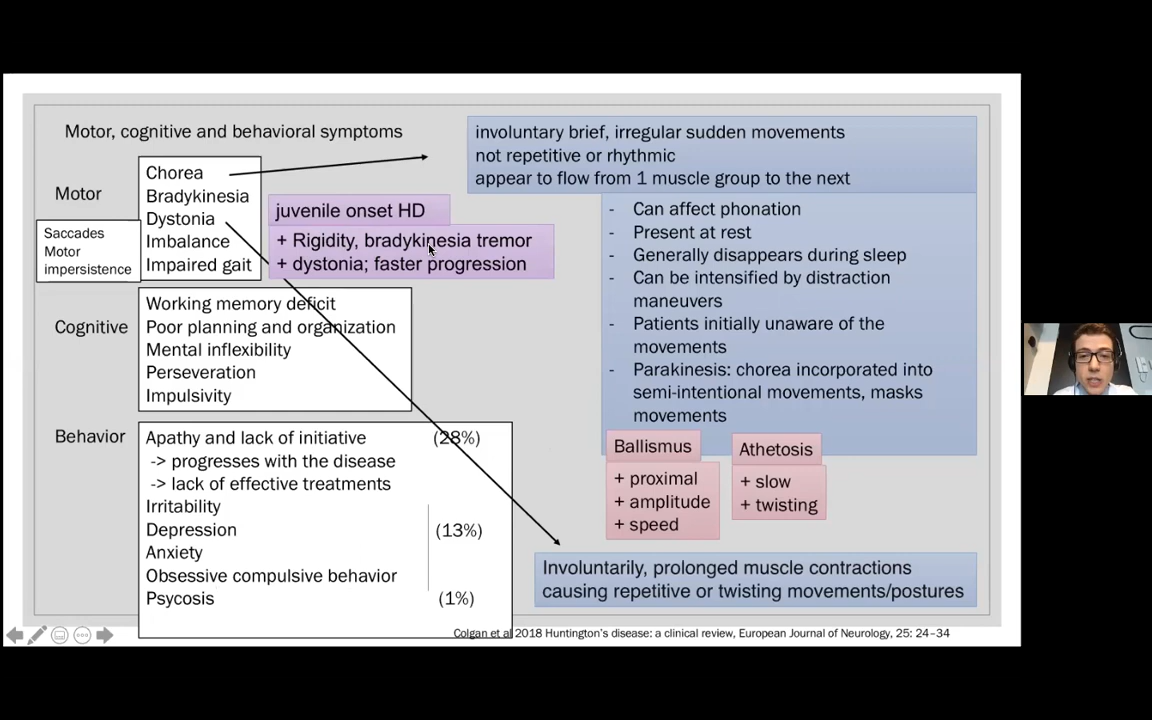 Motor, cognitive and behavioral symptoms
Motor
Saccades
Motor
impersistence
Chorea
Bradykinesia
Dystonia
Imbalance
Impaired gait
juvenile onset HD
+ Rigidity, bradykinesia tremor
+ dystonia; faster progression
involuntary brief, irregular sudden movements
not repetitive or rhythmic
appear to flow from 1 muscle group to the next
- Can affect phonation
- Present at rest
- Generally disappears during sleep
- Can be intensified by distraction
maneuvers
- Patients initially unaware of the
movements
- Parakinesis: chorea incorporated into
semi-intentional movements, masks
movements
Ballismus
+ proximal
+ amplitude
+ speed
Athetosis
+ slow
+ twisting
Cognitive
Working memory deficit
Poor planning and organization
Mental inflexibility
Perseveration
Impulsivity
Behavior
Apathy and lack of initiative (28%)
-> progresses with the disease
-> lack of effective treatments
Irritability
Depression (13%)
Anxiety
Obsessive compulsive behavior
Psycosis (1%)
Involuntarily, prolonged muscle contractions
causing repetitive or twisting movements/postures
Colgan et al 2018 Huntington's disease: a clinical review, European Journal of Neurology, 25: 24–34